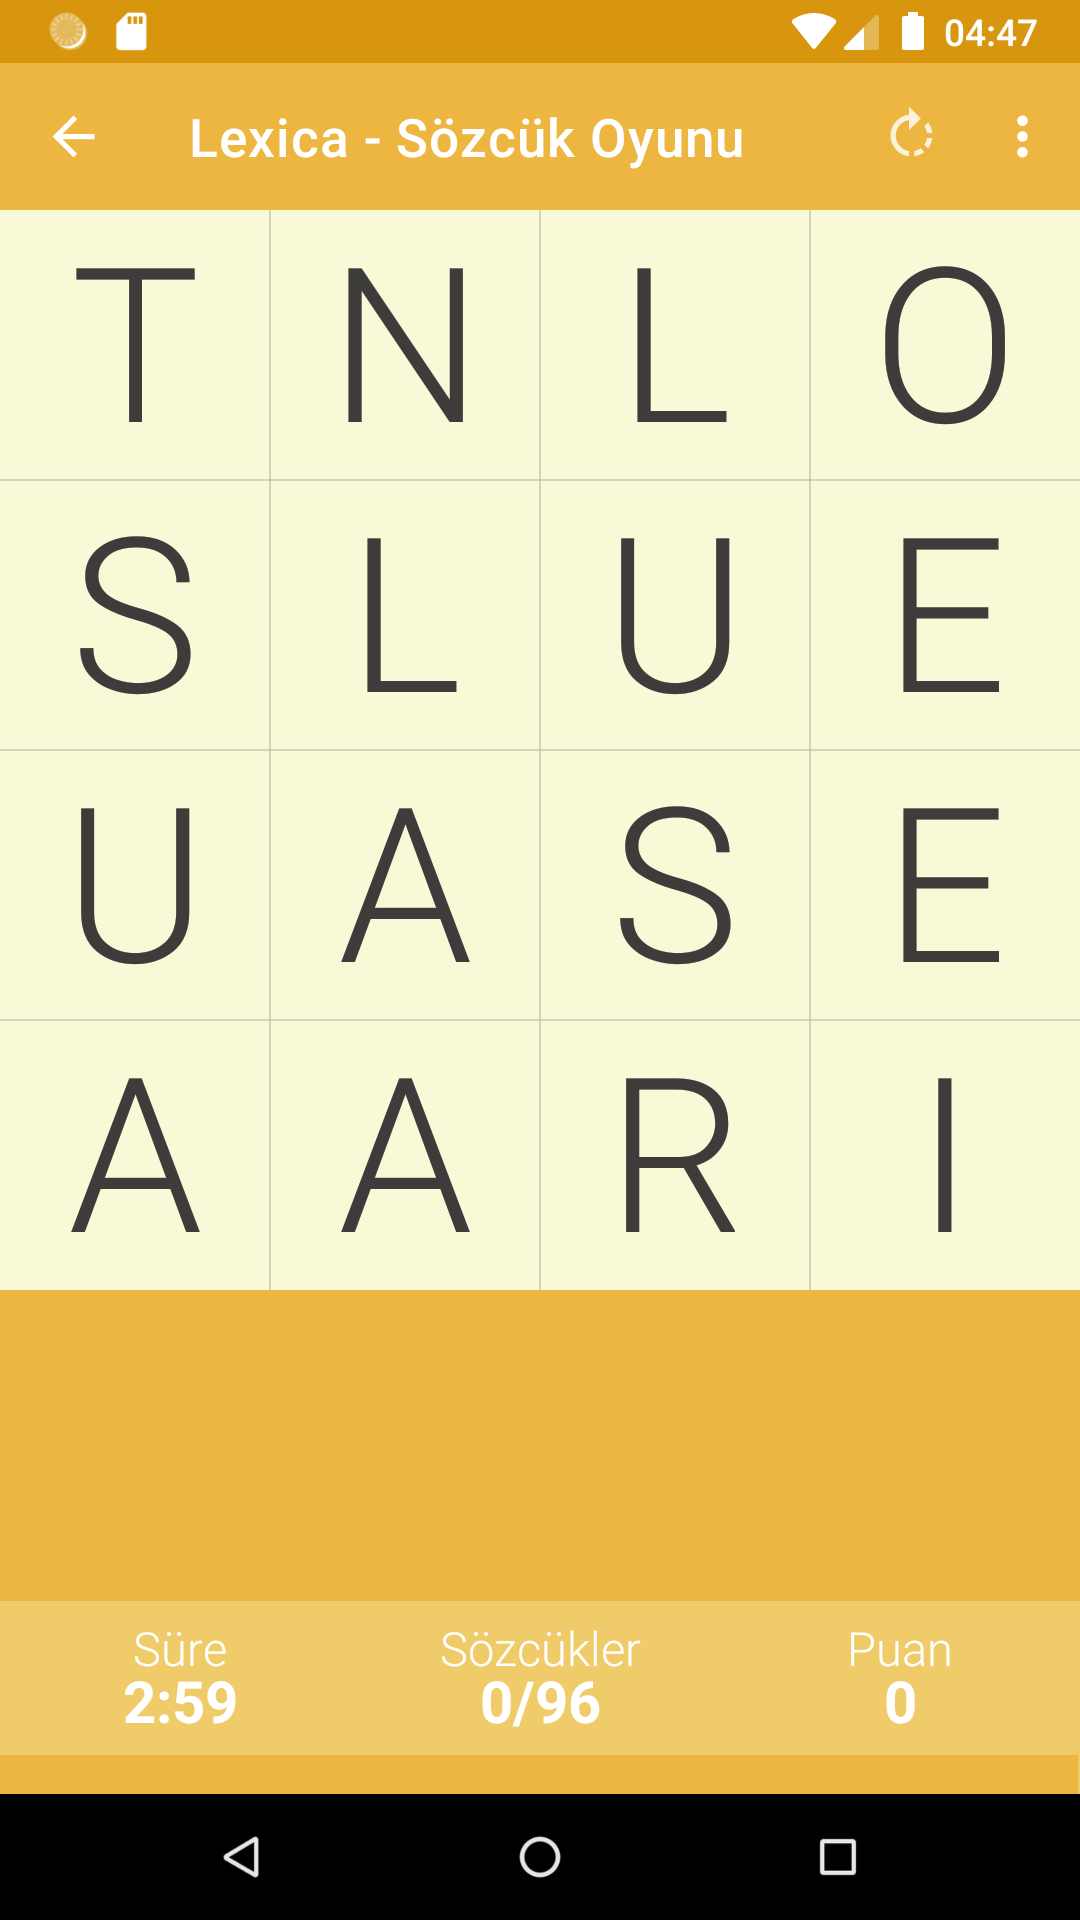 04:47
Lexica - Sözcük Oyunu
T N L O
S L U E
U A S E
A A R I
Süre Sözcükler Puan
2:59 0/96 0